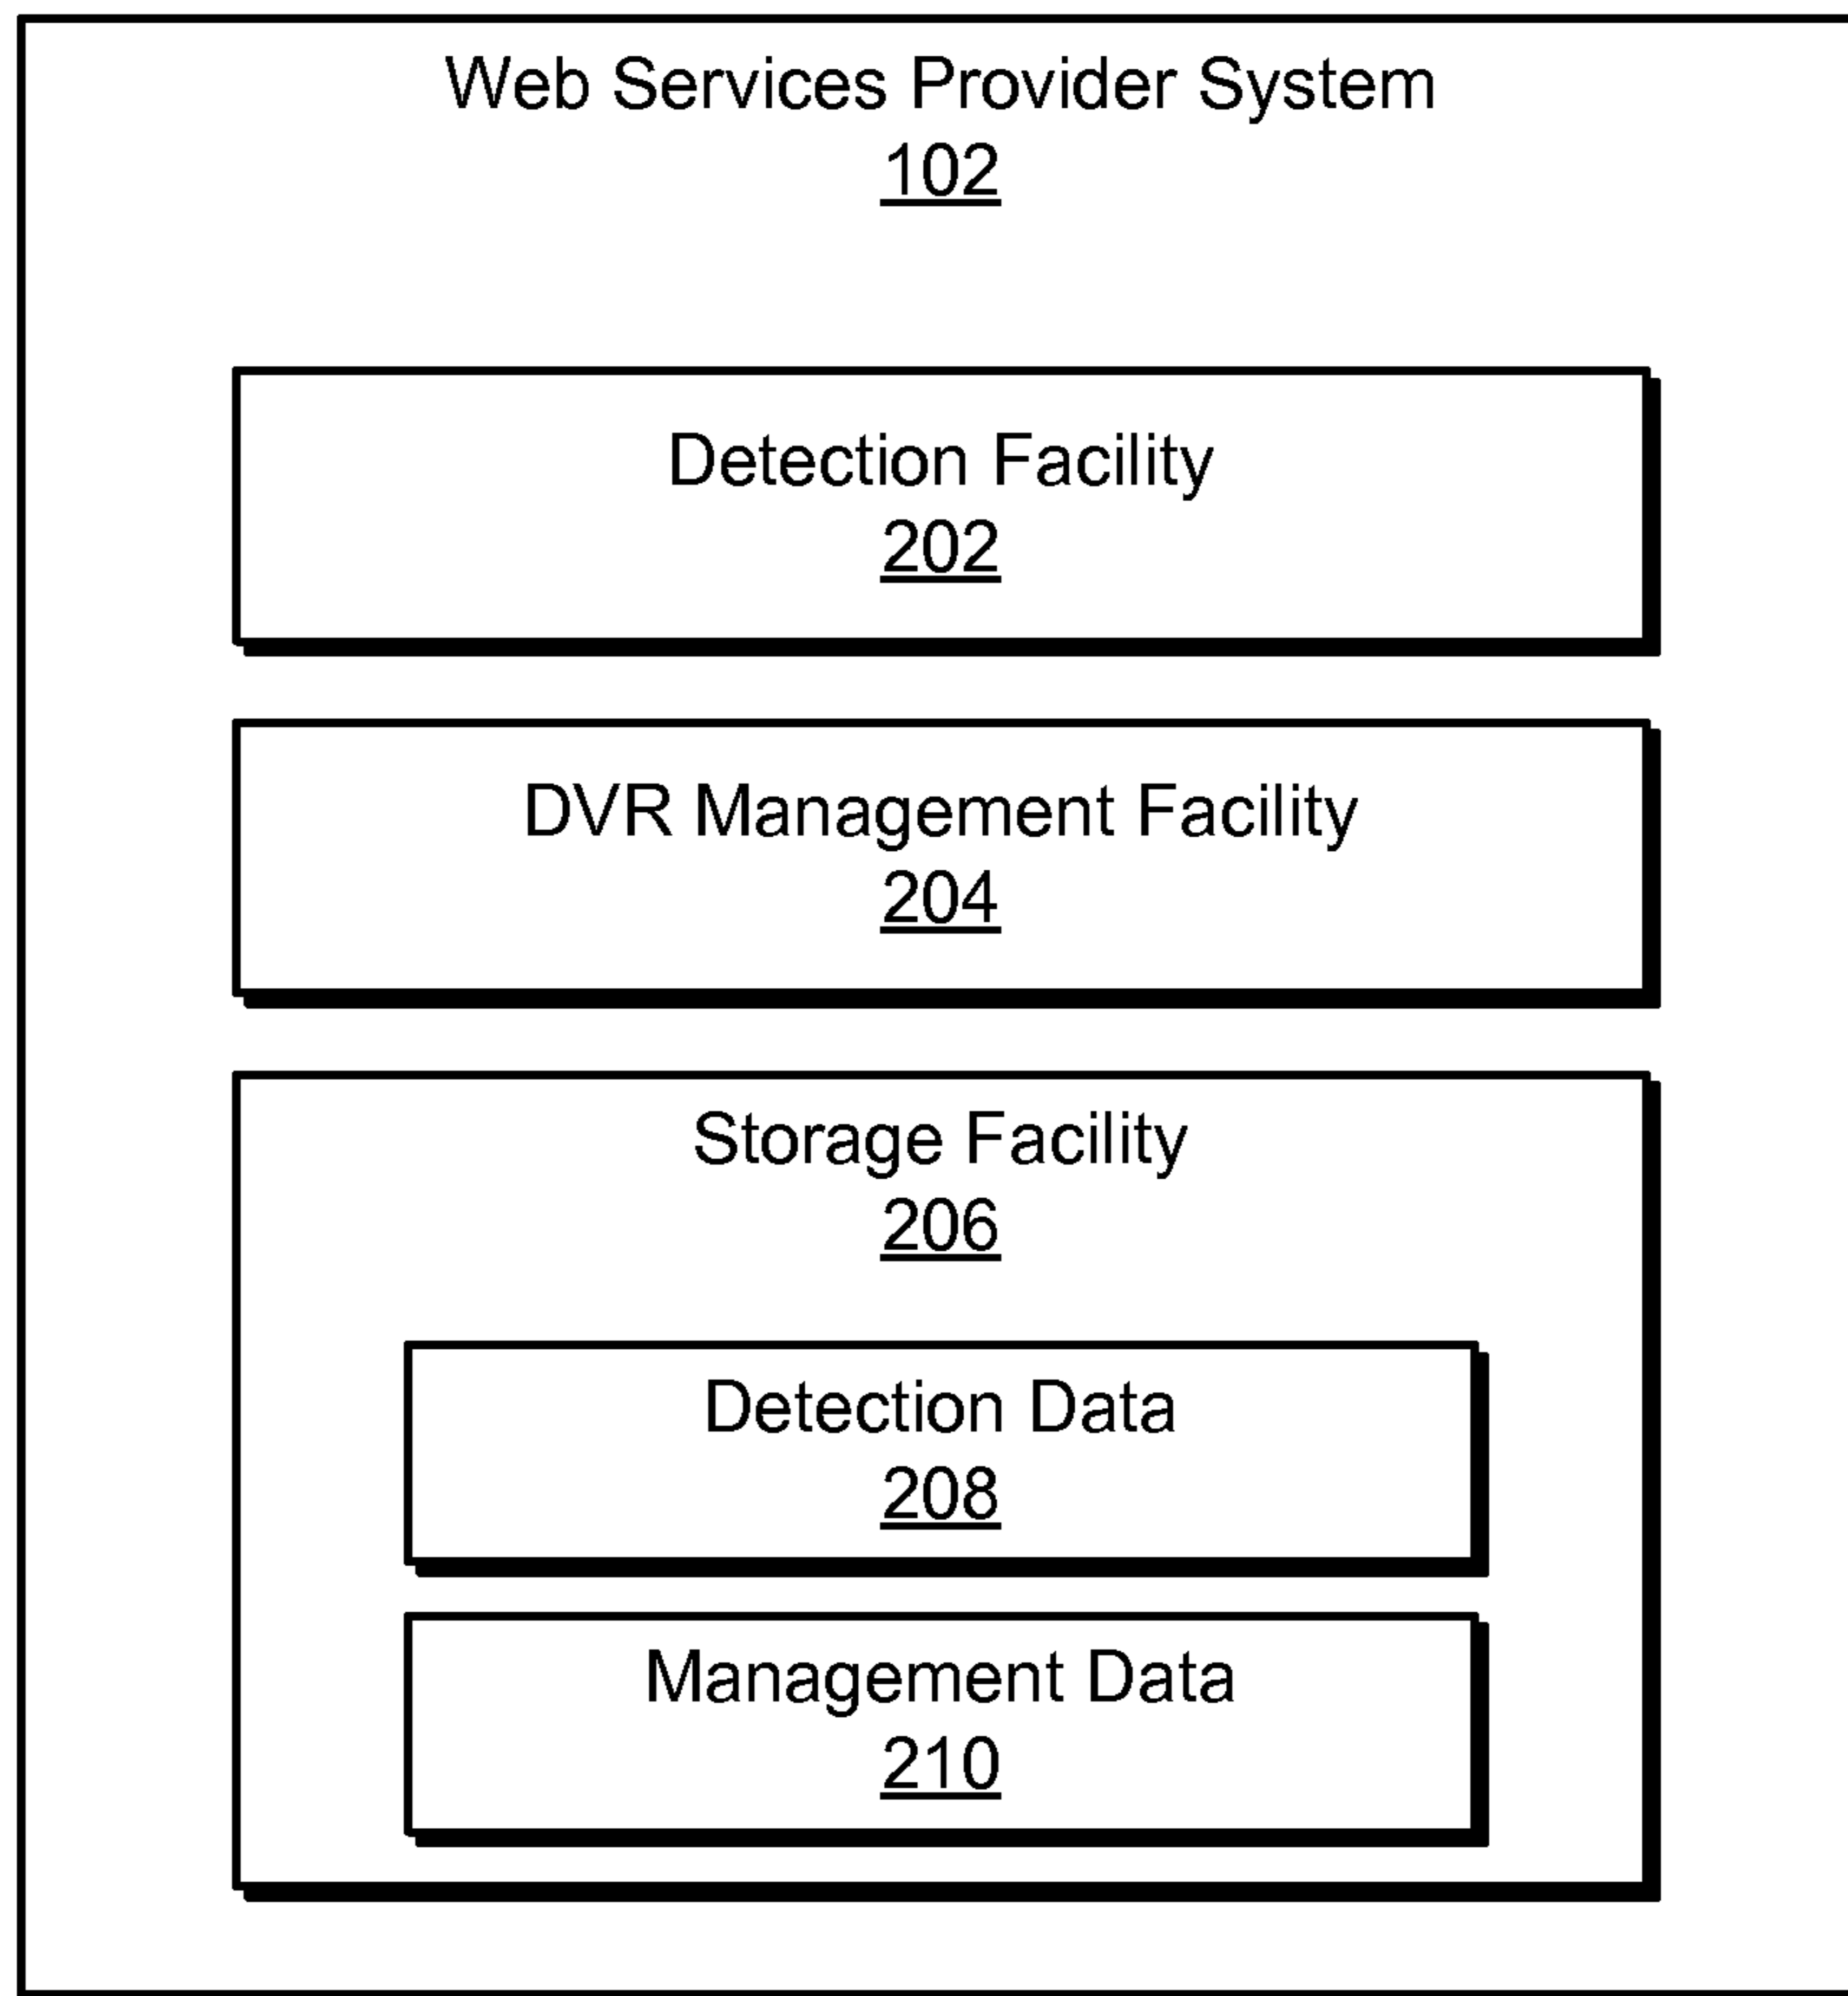 Web Services Provider System
102
Detection Facility
202
DVR Management Facility
204
Storage Facility
206
Detection Data
208
Management Data
210